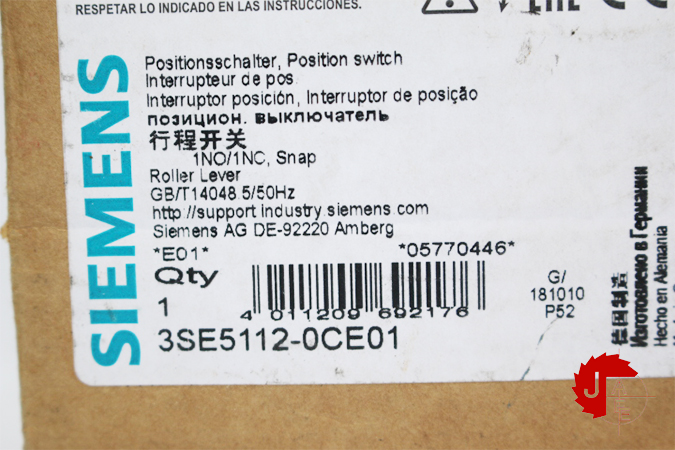 RESPETAR LO INDICADO EN LAS INSTRUCCIONES.
SIEMENS
Positionsschalter, Position switch
Interrupteur de pos
Interruptor posición, Interruptor de posição
позицион. выключатель
行程开关
1NO/1NC, Snap
Roller Lever
GB/T14048.5/50Hz
http://support.industry.siemens.com
Siemens AG DE-92220 Amberg
*E01* *05770446*
Qty
1
4 011209 692176
3SE5112-0CE01
G/
181010
P52
德国制造
Изготовлено в Германии
Hecho en Alemania
J